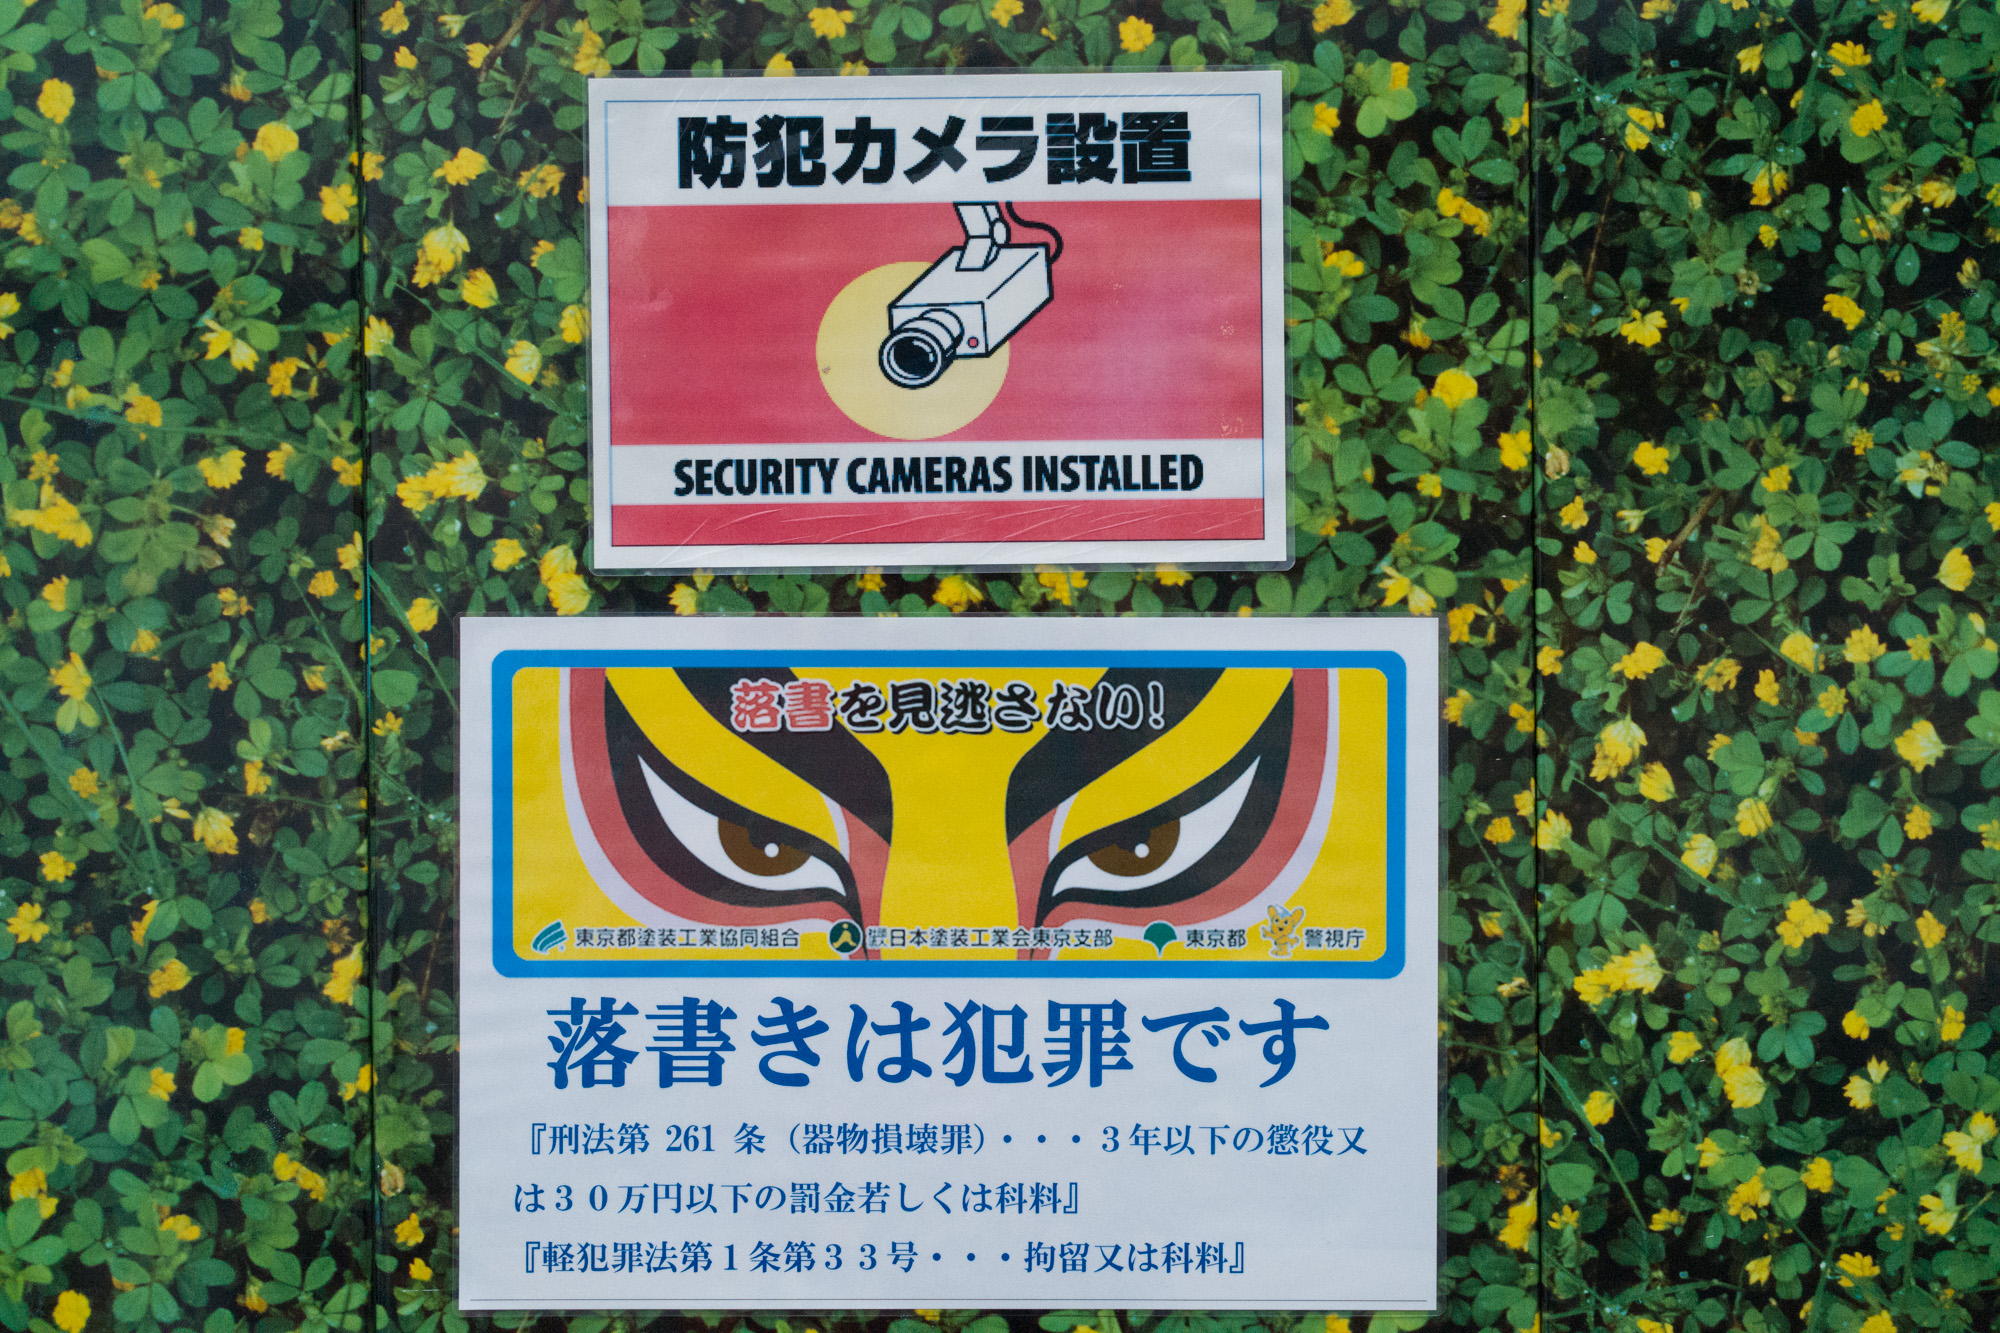 防犯カメラ設置
SECURITY CAMERAS INSTALLED
落書を見逃さない!
東京都塗装工業協同組合 日本塗装工業会東京支部 東京都 警視庁
落書きは犯罪です
『刑法第 261 条（器物損壊罪）・・・３年以下の懲役又
は３０万円以下の罰金若しくは科料』
『軽犯罪法第１条第３３号・・・拘留又は科料』